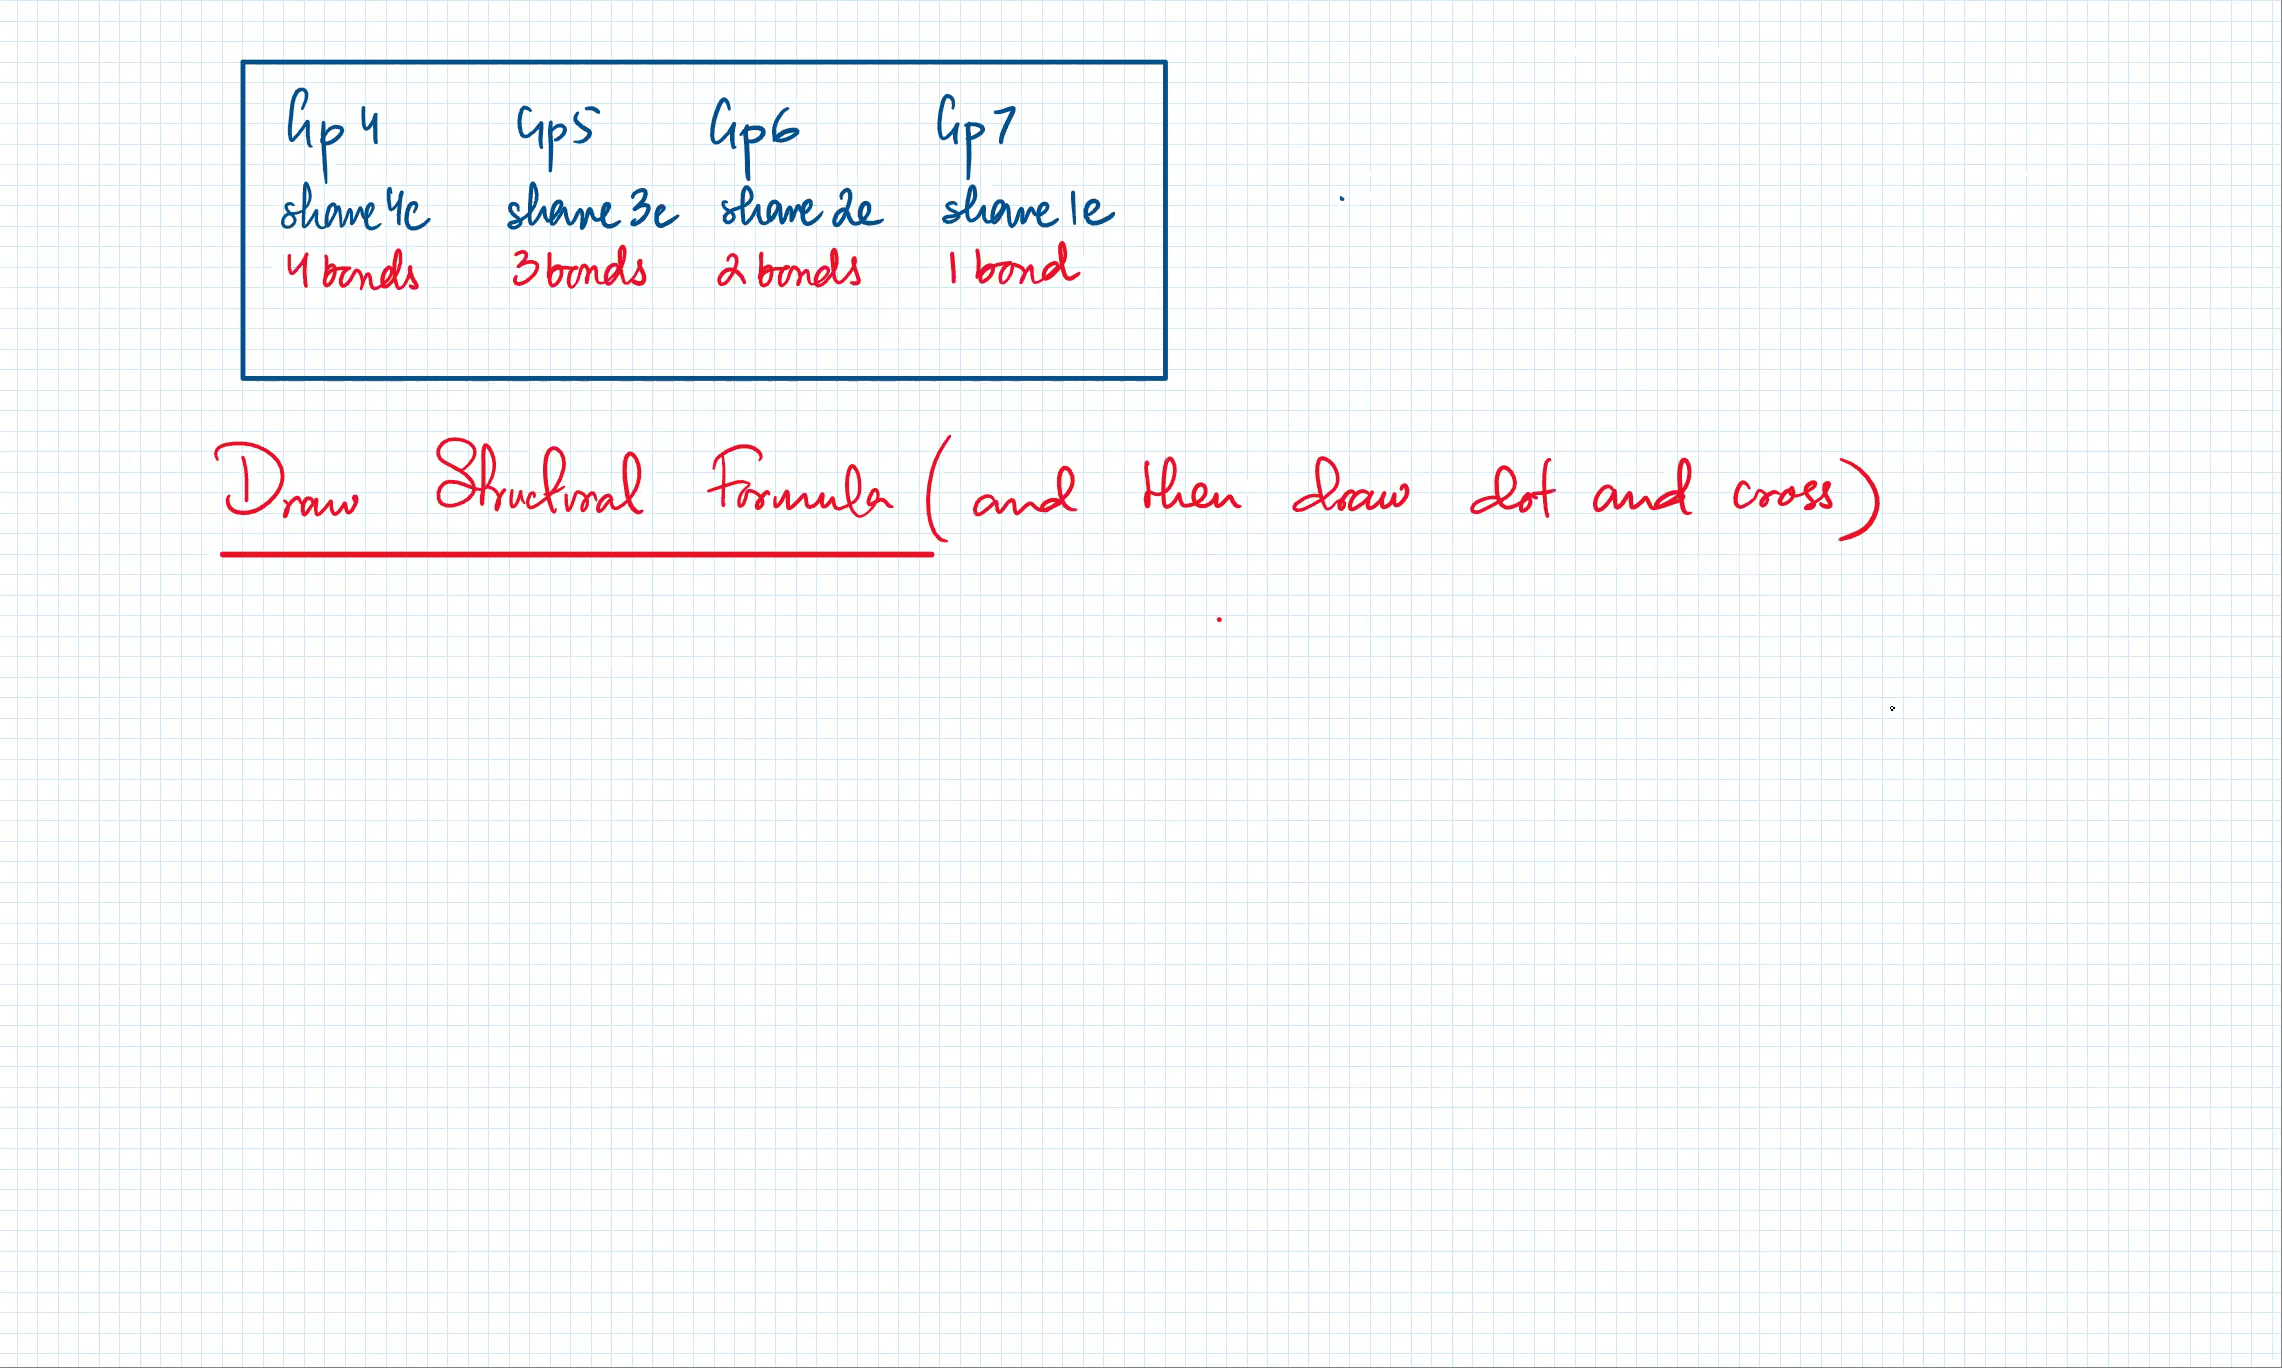 Gp 4 Gp5 Gp6 Gp7
share 4e share 3e share 2e share 1e
4 bonds 3 bonds 2 bonds 1 bond
Draw Structural Formula (and then draw dot and cross)